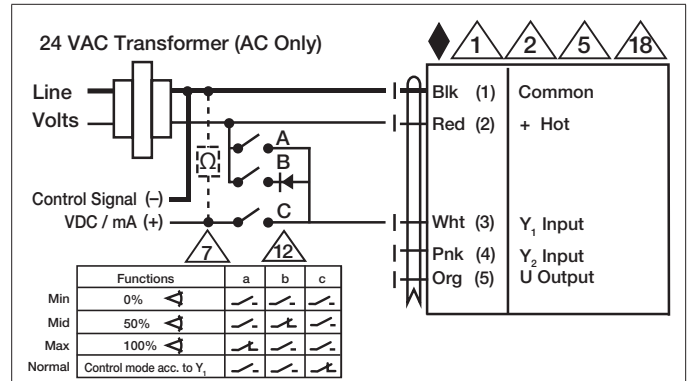 24 VAC Transformer (AC Only)
1 2 5 18
Line
Volts
Blk (1) Common
Red (2) + Hot
A
B
Ω
Control Signal (–)
VDC / mA (+)
C
Wht (3) Y₁ Input
Pnk (4) Y₂ Input
Org (5) U Output
7 12
Functions a b c
Min 0%
Mid 50%
Max 100%
Normal Control mode acc. to Y₁